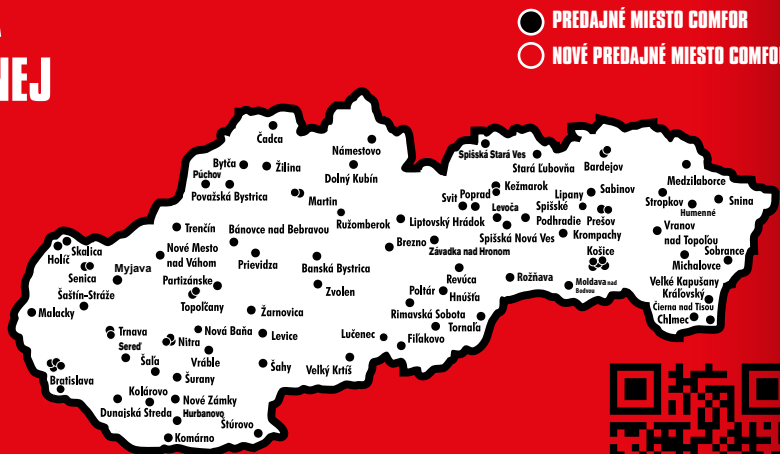 NEJ
PREDAJNÉ MIESTO COMFOR
NOVÉ PREDAJNÉ MIESTO COMFOR
Čadca
Námestovo
Bytča
Žilina
Púchov
Dolný Kubín
Považská Bystrica
Martin
Spišská Stará Ves
Stará Ľubovňa
Bardejov
Medzilaborce
Kežmarok
Svit
Poprad
Lipany
Sabinov
Stropkov
Snina
Humenné
Levoča
Spišské
Podhradie
Prešov
Ružomberok
Liptovský Hrádok
Trenčín
Bánovce nad Bebravou
Spišská Nová Ves
Krompachy
Vranov
nad Topoľou
Skalica
Holíč
Senica
Nové Mesto
nad Váhom
Brezno
Závadka nad Hronom
Košice
Sobrance
Michalovce
Myjava
Prievidza
Banská Bystrica
Partizánske
Revúca
Rožňava
Moldava nad
Bodvou
Veľké Kapušany
Kráľovský
Čierna nad Tisou
Chlmec
Šaštín-Stráže
Topoľčany
Zvolen
Poltár
Hnúšťa
Malacky
Žarnovica
Rimavská Sobota
Tornaľa
Trnava
Nová Baňa
Sereď
Nitra
Levice
Lučenec
Fiľakovo
Vráble
Šaľa
Šahy
Veľký Krtíš
Bratislava
Šurany
Kolárovo
Nové Zámky
Dunajská Streda
Hurbanovo
Štúrovo
Komárno